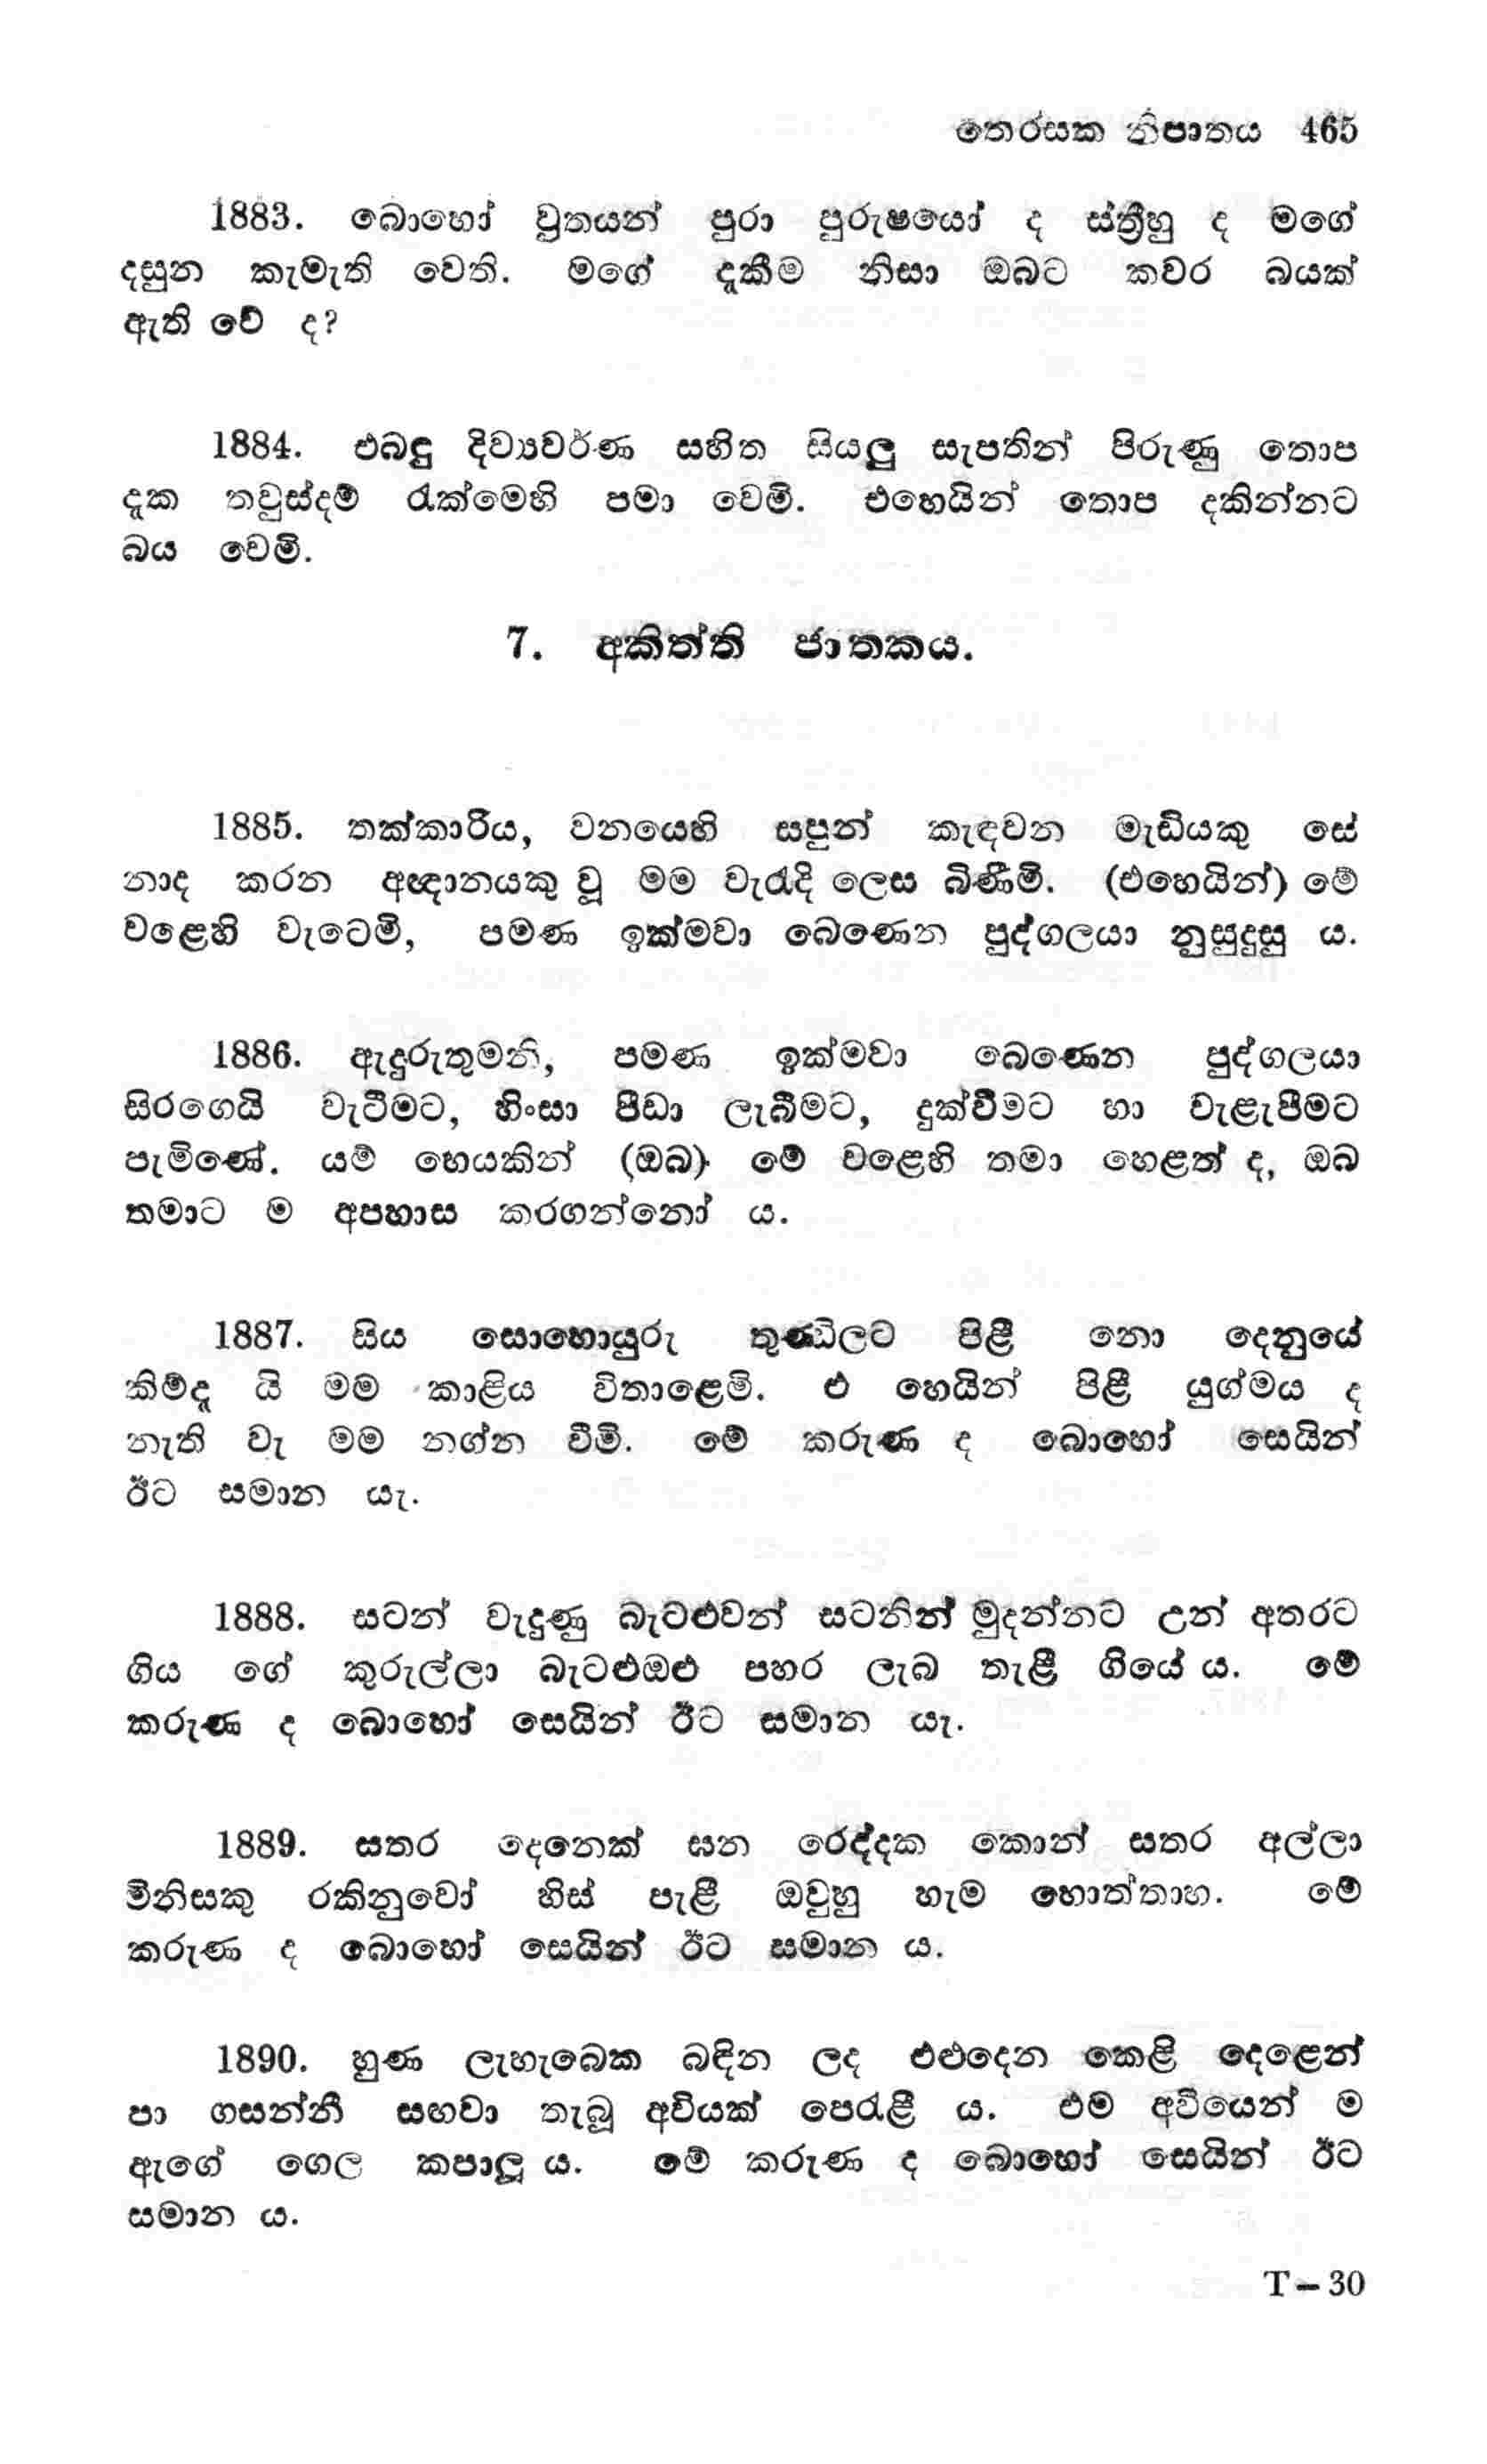 තෙරසක නිපාතය 465
1883. බොහෝ ව්‍රතයන් පුරා පුරුෂයෝ ද ස්ත්‍රීහු ද මගේ
දසුන කැමැති වෙති. මගේ දැකීම නිසා ඔබට කවර බයක්
ඇති වේ ද?
1884. එබඳු දිව්‍යවර්ණ සහිත සියලු සැපතින් පිරුණු තොප
දැක තවුස්දම් රැක්මෙහි පමා වෙමි. එහෙයින් තොප දකින්නට
බය වෙමි.
7. අකිත්ති ජාතකය.
1885. තක්කාරිය, වනයෙහි සපුන් කැඳවන මැඩියකු සේ
නාද කරන අඥානයකු වූ මම වැරැදි ලෙස බිණීමි. (එහෙයින්) මේ
වළෙහි වැටෙමි, පමණ ඉක්මවා බෙණෙන පුද්ගලයා නුසුදුසු ය.
1886. ඇදුරුතුමනි, පමණ ඉක්මවා බෙණෙන පුද්ගලයා
සිරගෙයි වැටීමට, හිංසා පීඩා ලැබීමට, දුක්වීමට හා වැළැපීමට
පැමිණේ. යම් හෙයකින් (ඔබ) මේ වළෙහි තමා හෙළත් ද, ඔබ
තමාට ම අපහාස කරගන්නෝ ය.
1887. සිය සොහොයුරු තුණ්ඩිලට පිළී නො දෙනුයේ
කිම්ද යි මම කාළිය විතාළෙමි. එ හෙයින් පිළී යුග්මය ද
නැති වැ මම නග්න වීමි. මේ කරුණ ද බොහෝ සෙයින්
ඊට සමාන යැ.
1888. සටන් වැදුණු බැටළුවන් සටනින් මුදන්නට උන් අතරට
ගිය ගේ කුරුල්ලා බැටළුඔළු පහර ලැබ තැළී ගියේ ය. මේ
කරුණ ද බොහෝ සෙයින් ඊට සමාන යැ.
1889. සතර දෙනෙක් ඝන රෙද්දක කොන් සතර අල්ලා
මිනිසකු රකිනුවෝ හිස් පැළී ඔවුහු හැම හොත්තාහ. මේ
කරුණ ද බොහෝ සෙයින් ඊට සමාන ය.
1890. හුණ ලැහැබෙක බඳින ලද එළුදෙන කෙළි දෙළෙන්
පා ගසන්නී සඟවා තැබූ අවියක් පෙරැළී ය. එම අවියෙන් ම
ඇගේ ගෙල කපාලූ ය. මේ කරුණ ද බොහෝ සෙයින් ඊට
සමාන ය.
T – 30